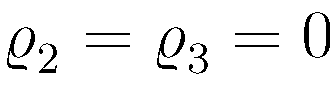 ϱ₂ = ϱ₃ = 0